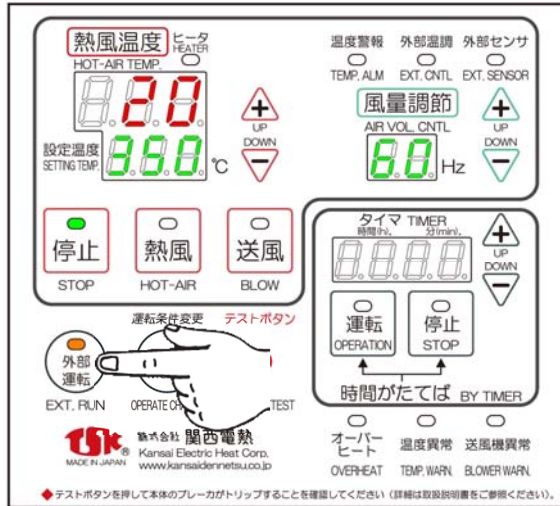 熱風温度 ヒータ
HEATER
HOT-AIR TEMP.
20
設定温度
SETTING TEMP.
350 ℃
UP
DOWN
温度警報 外部温調 外部センサ
TEMP. ALM EXT. CNTL EXT. SENSOR
風量調節
AIR VOL. CNTL
60 Hz
UP
DOWN
停止 熱風 送風
STOP HOT-AIR BLOW
タイマ TIMER
時間(h). 分(min).
8.8.8.8.
UP
DOWN
運転 停止
OPERATION STOP
時間がたてば BY TIMER
運転条件変更 テストボタン
外部
運転
EXT. RUN OPERATE TEST
オーバー
ヒート 温度異常 送風機異常
OVERHEAT TEMP. WARN. BLOWER WARN.
TSK ®
MADE IN JAPAN
株式会社 関西電熱
Kansai Electric Heat Corp.
www.kansaidennetsu.co.jp
◆テストボタンを押して本体のブレーカがトリップすることを確認してください（詳細は取扱説明書をご参照ください）。